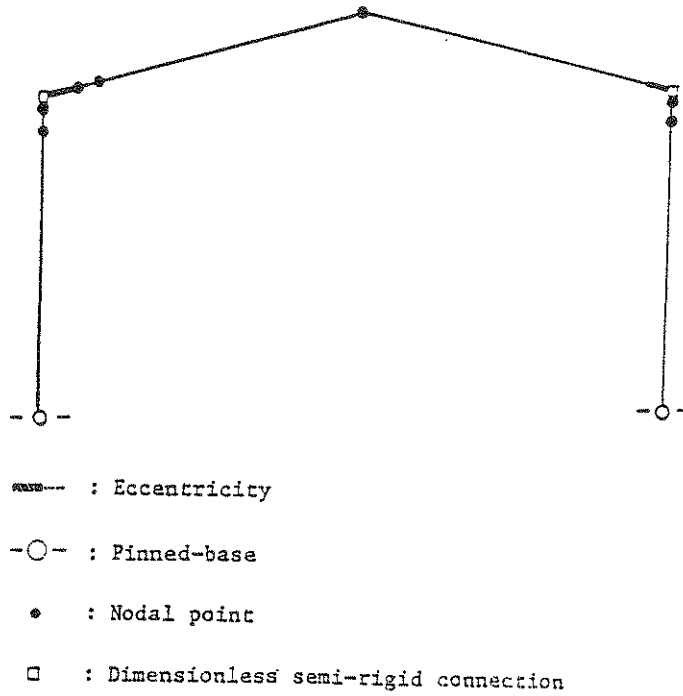 : Eccentricity
: Pinned-base
: Nodal point
: Dimensionless semi-rigid connection